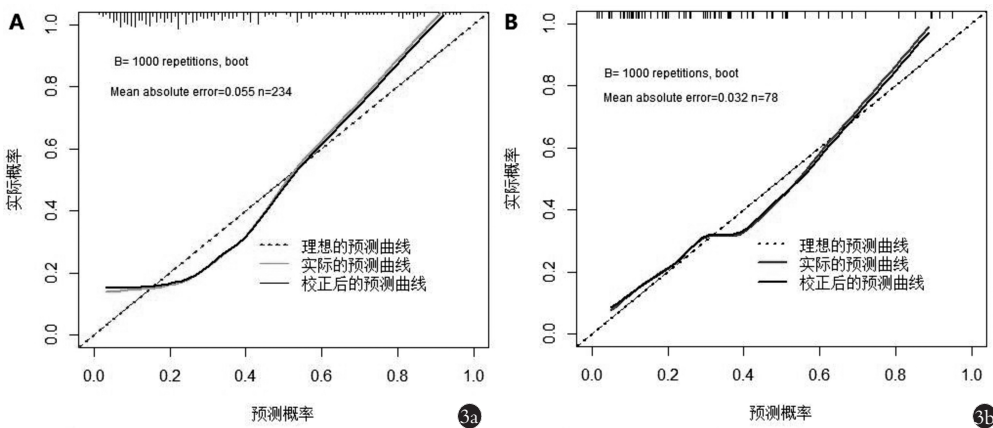 A
B= 1000 repetitions, boot
Mean absolute error=0.055 n=234
实际概率
0.0 0.2 0.4 0.6 0.8 1.0
理想的预测曲线
实际的预测曲线
校正后的预测曲线
0.0 0.2 0.4 0.6 0.8 1.0
预测概率
3a
B
B= 1000 repetitions, boot
Mean absolute error=0.032 n=78
实际概率
0.0 0.2 0.4 0.6 0.8 1.0
理想的预测曲线
实际的预测曲线
校正后的预测曲线
0.0 0.2 0.4 0.6 0.8 1.0
预测概率
3b